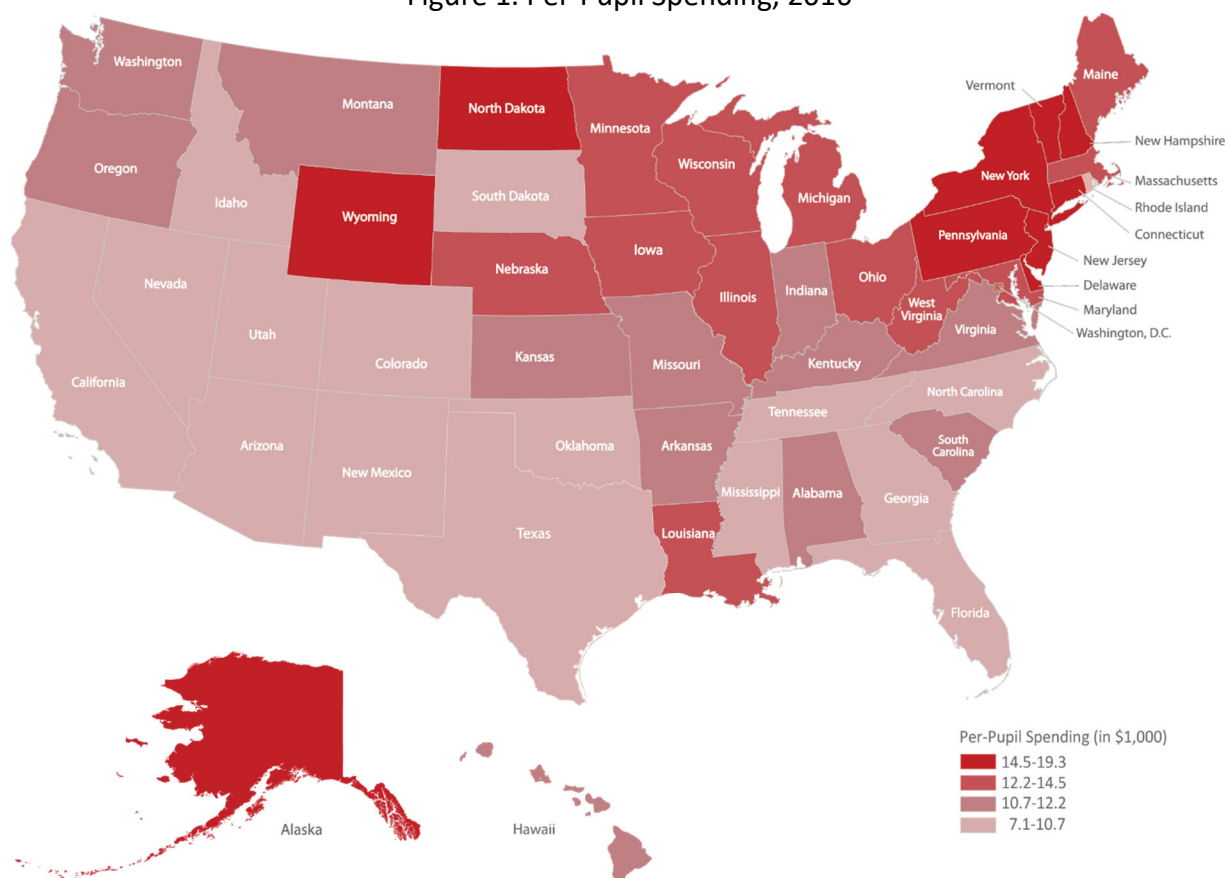 Figure 1. Per-Pupil Spending, 2016
Washington
Montana
North Dakota
Minnesota
Vermont
Maine
Oregon
Idaho
Wyoming
South Dakota
Wisconsin
Michigan
New York
New Hampshire
Massachusetts
Rhode Island
Connecticut
Nevada
Utah
Colorado
Nebraska
Iowa
Illinois
Indiana
Ohio
Pennsylvania
New Jersey
Delaware
Maryland
Washington, D.C.
California
Kansas
Missouri
Kentucky
West
Virginia
Virginia
Arizona
New Mexico
Oklahoma
Arkansas
Tennessee
North Carolina
South
Carolina
Texas
Louisiana
Mississippi
Alabama
Georgia
Florida
Alaska
Hawaii
Per-Pupil Spending (in $1,000)
14.5-19.3
12.2-14.5
10.7-12.2
7.1-10.7